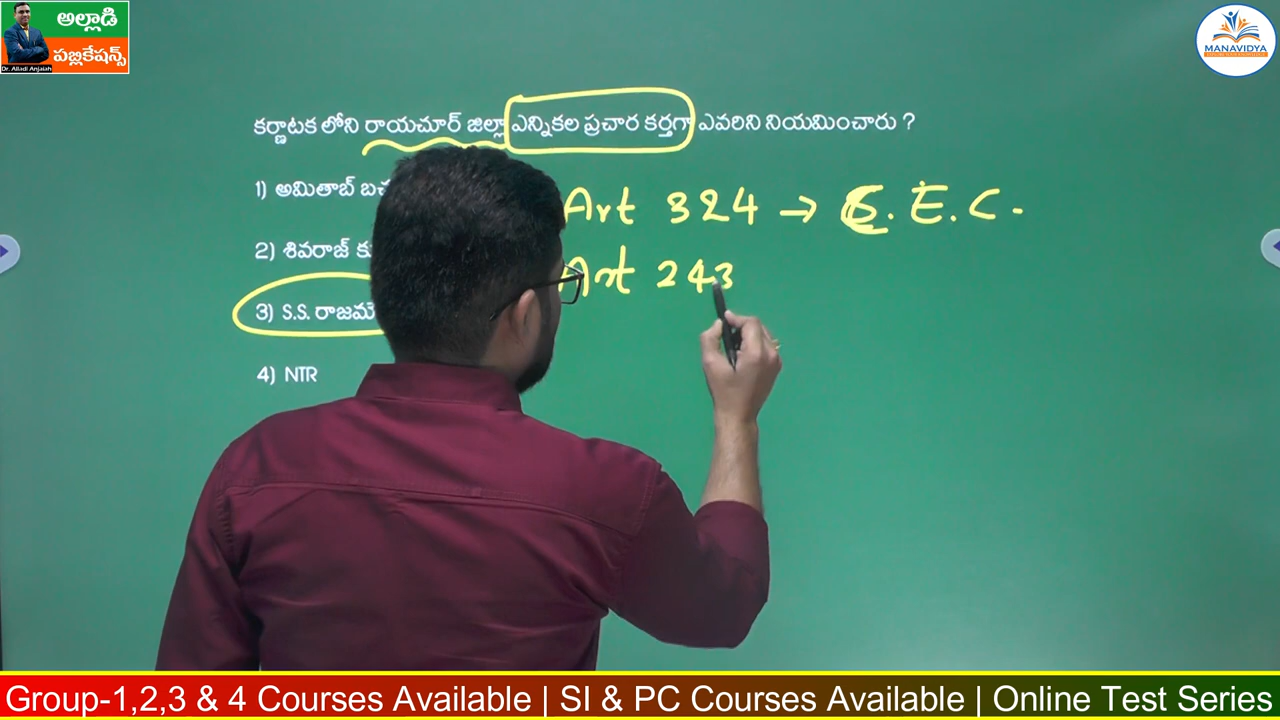 అల్లాడి
పబ్లికేషన్స్
Dr. Alladi Anjaiah
MANAVIDYA
కర్ణాటక లోని రాయచూర్ జిల్లా ఎన్నికల ప్రచార కర్తగా ఎవరిని నియమించారు ?
1) అమితాబ్
Art 324 → C. E. C.
2) శివరాజ్
Art 243
3) S.S.
4) NTR
Group-1,2,3 & 4 Courses Available | SI & PC Courses Available | Online Test Series